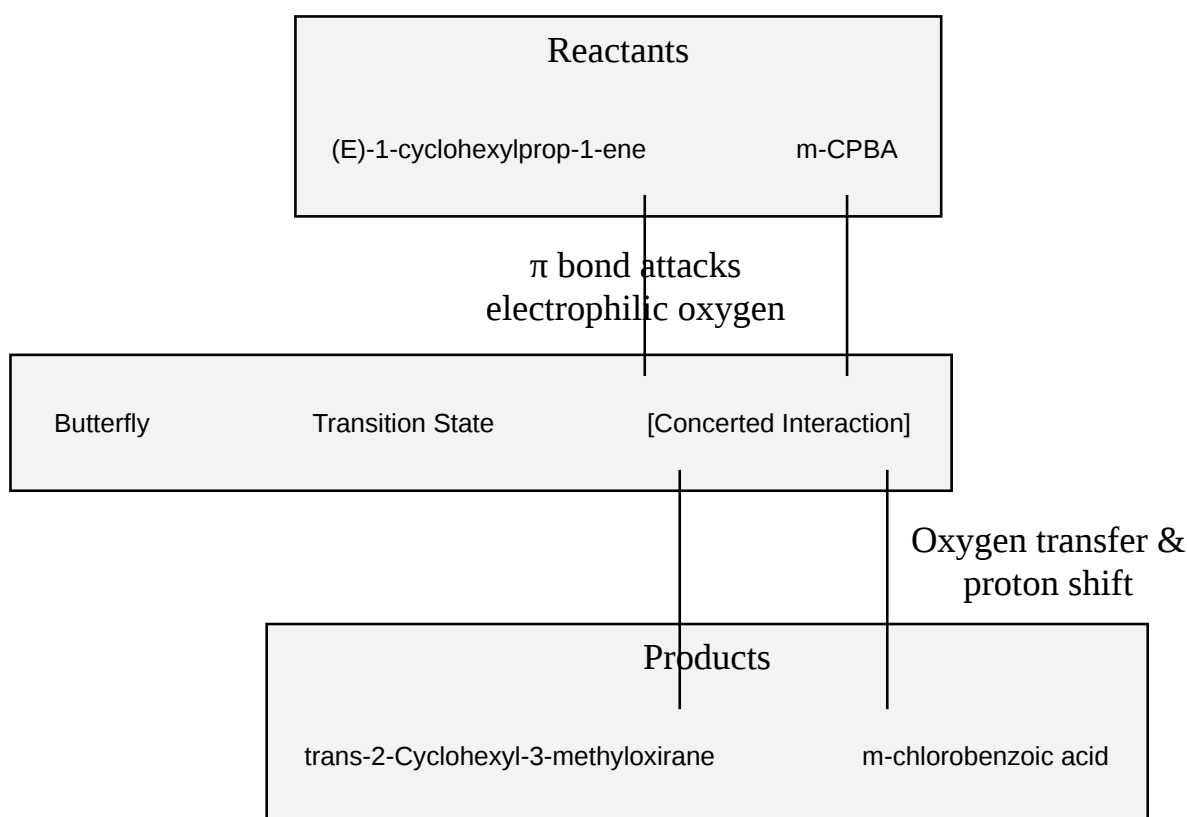 Reactants
(E)-1-cyclohexylprop-1-ene m-CPBA
π bond attacks
electrophilic oxygen
Butterfly Transition State [Concerted Interaction]
Oxygen transfer &
proton shift
Products
trans-2-Cyclohexyl-3-methyloxirane m-chlorobenzoic acid